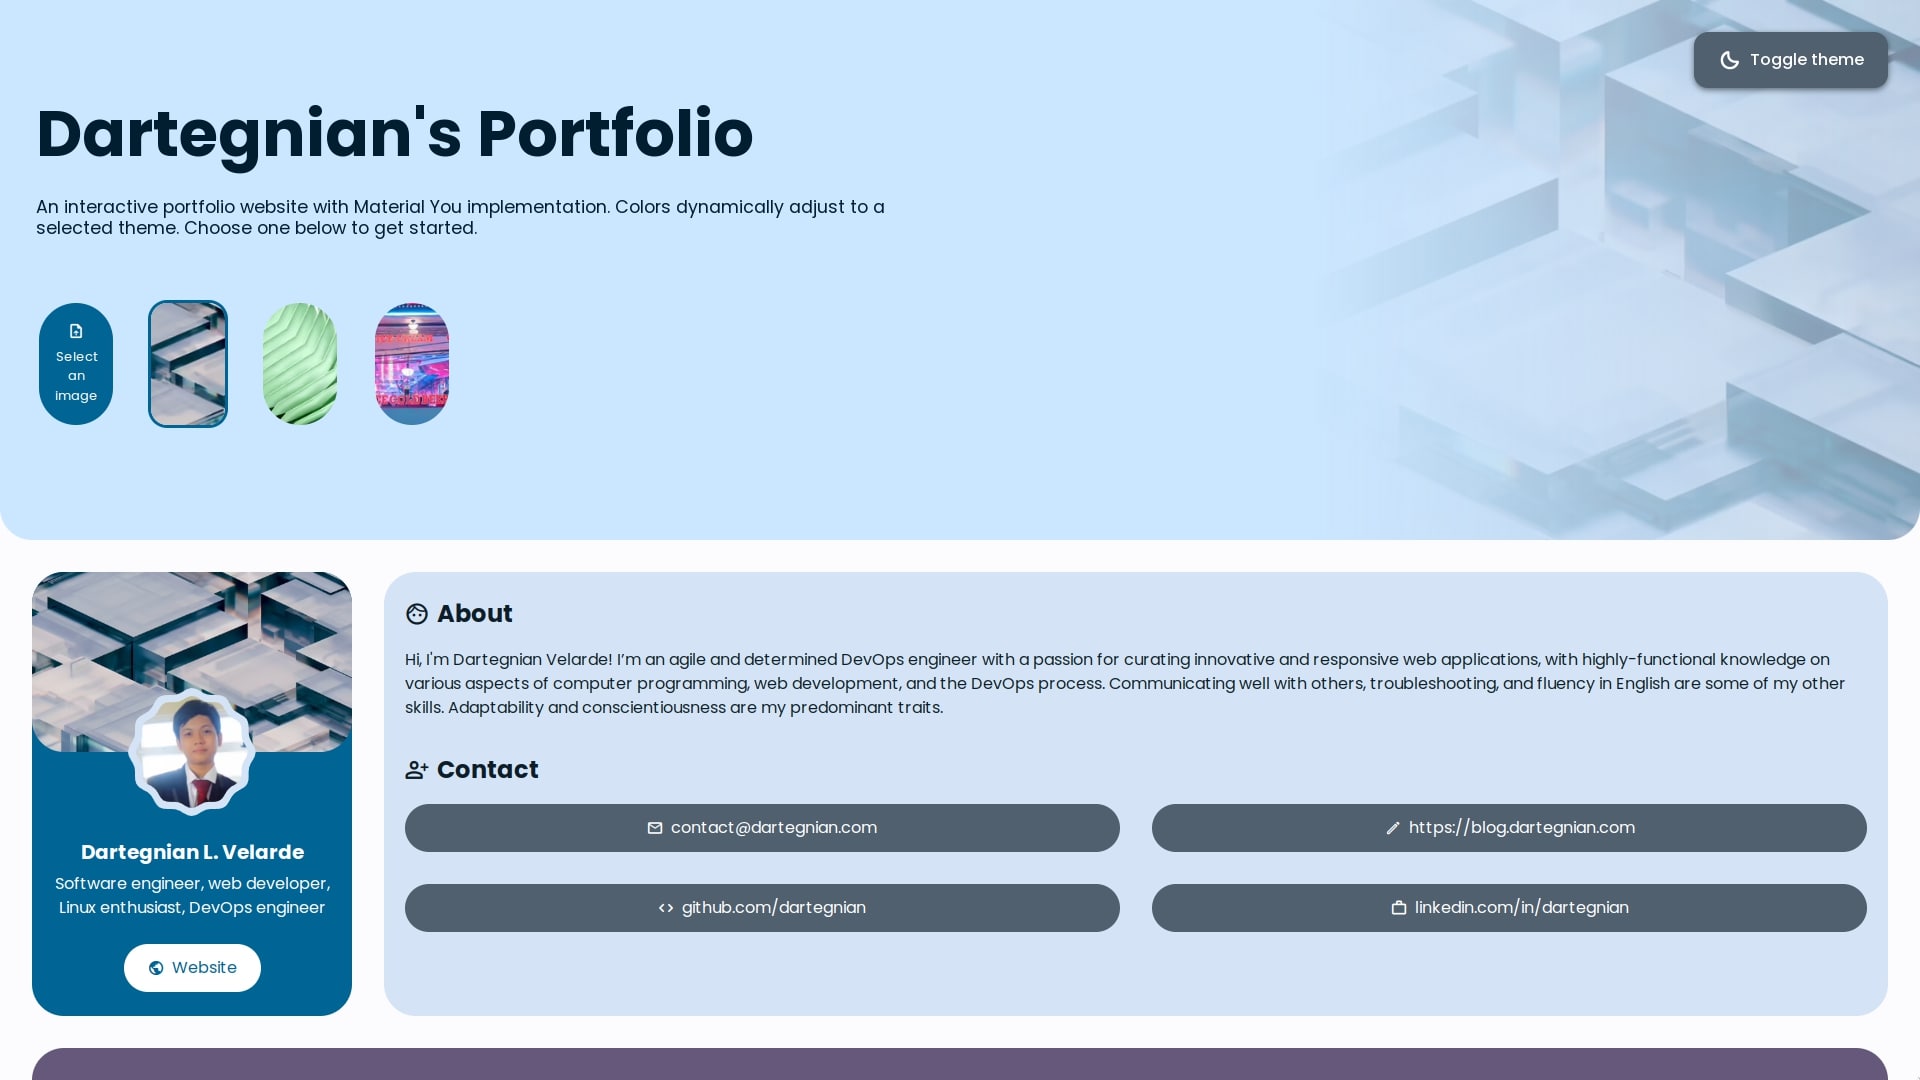 Toggle theme
Dartegnian's Portfolio
An interactive portfolio website with Material You implementation. Colors dynamically adjust to a
selected theme. Choose one below to get started.
Select
an
image
Dartegnian L. Velarde
Software engineer, web developer,
Linux enthusiast, DevOps engineer
Website
About
Hi, I'm Dartegnian Velarde! I’m an agile and determined DevOps engineer with a passion for curating innovative and responsive web applications, with highly-functional knowledge on
various aspects of computer programming, web development, and the DevOps process. Communicating well with others, troubleshooting, and fluency in English are some of my other
skills. Adaptability and conscientiousness are my predominant traits.
Contact
contact@dartegnian.com
https://blog.dartegnian.com
github.com/dartegnian
linkedin.com/in/dartegnian